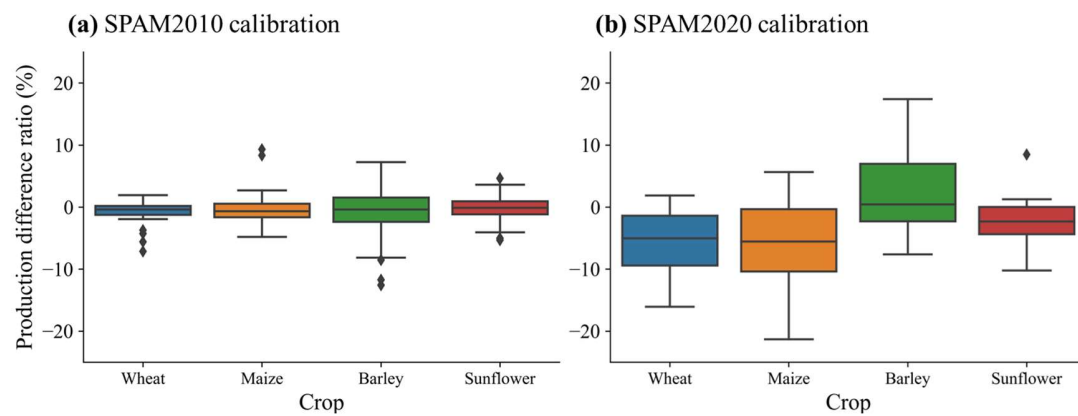 (a) SPAM2010 calibration
Production difference ratio (%)
20
10
0
−10
−20
Wheat Maize Barley Sunflower
Crop
(b) SPAM2020 calibration
20
10
0
−10
−20
Wheat Maize Barley Sunflower
Crop